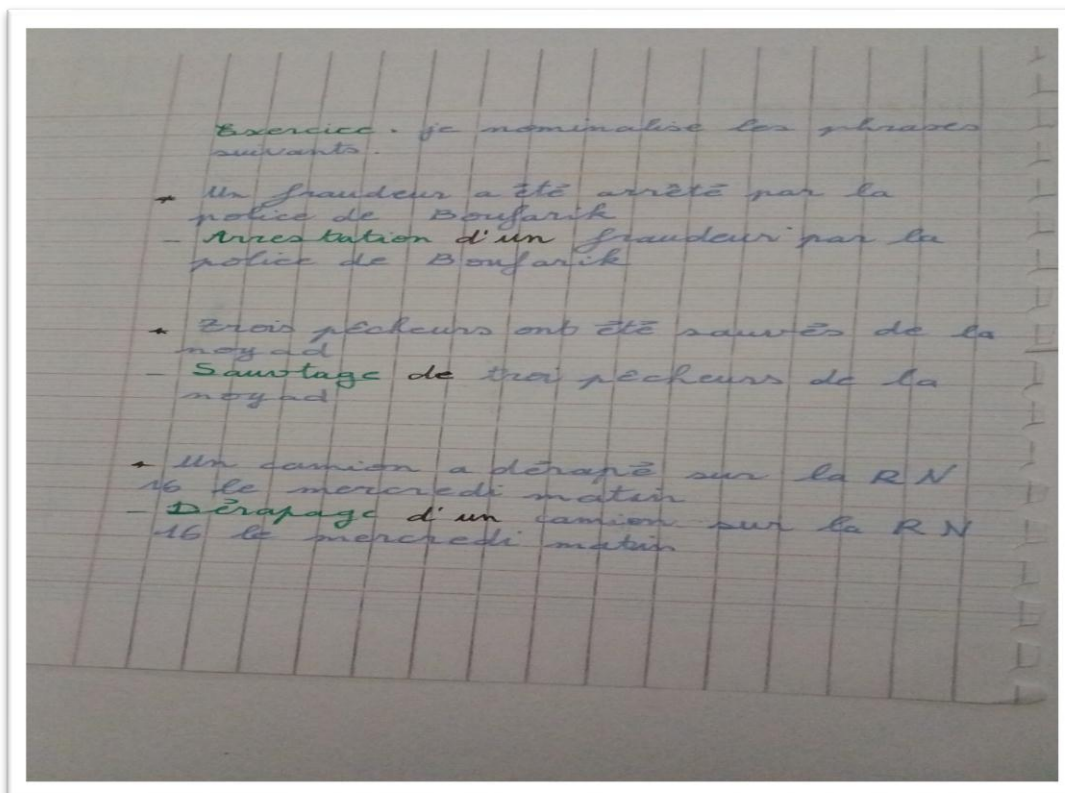 Exercice. je nominalise les phrases
suivants.
* Un fraudeur a été arrêté par la
police de Boufarik
- Arrestation d'un fraudeur par la
police de Boufarik
* Trois pêcheurs ont été sauvés de la
noyad
- Sauvtage de troi pêcheurs de la
noyad
* Un camion a dérapé sur la RN
16 le mercredi matin
- Dérapage d'un camion sur la RN
16 le mercredi matin